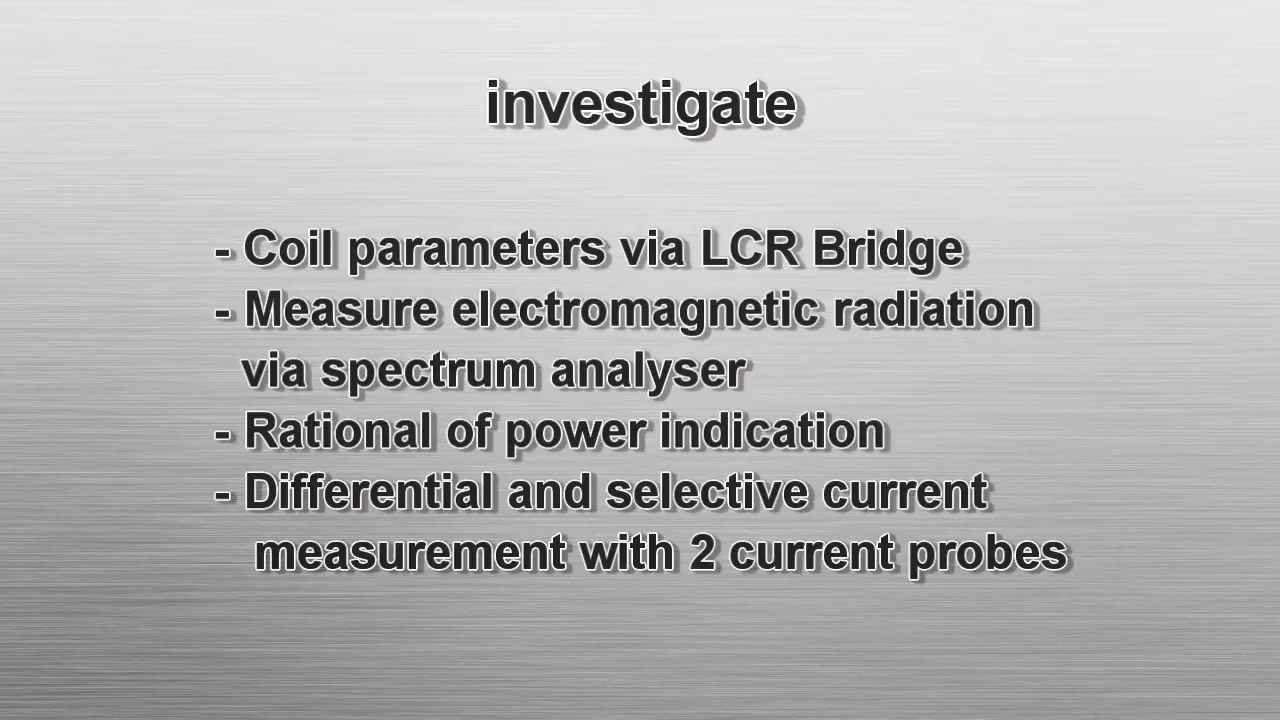 investigate
- Coil parameters via LCR Bridge
- Measure electromagnetic radiation
via spectrum analyser
- Rational of power indication
- Differential and selective current
measurement with 2 current probes